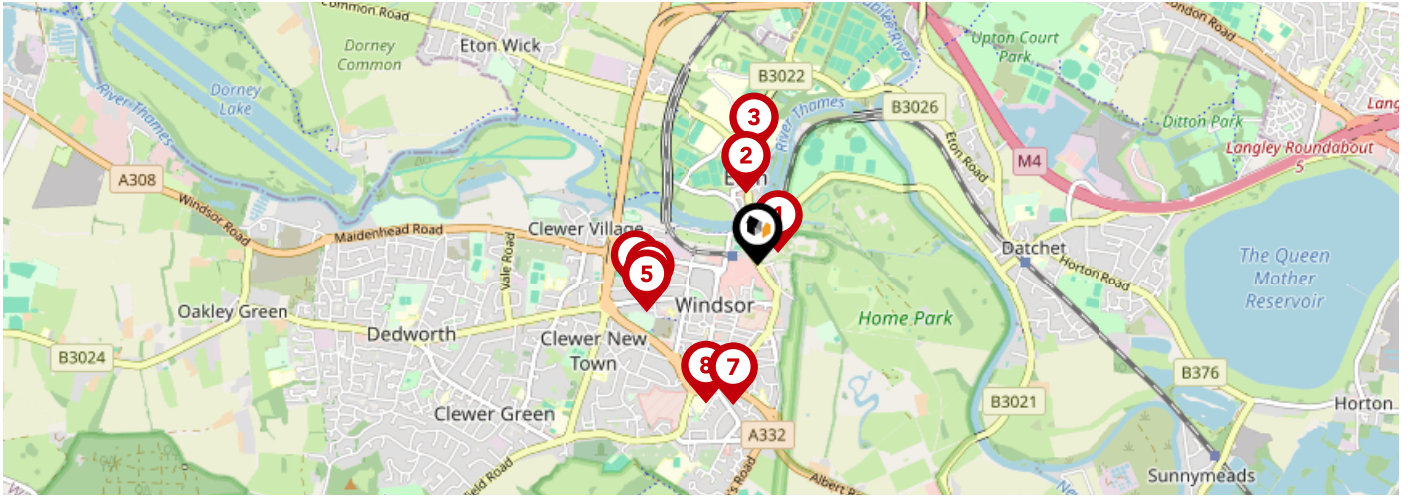 Common Road
London Road
Eton Wick
Dorney
Common
Jubilee River
Upton Court
Park
B3022
River Thames
Dorney
Lake
River Thames
B3026
3
Ditton Park
Eton Road
Langley Roundabout
5
2
M4
A308
Windsor Road
1
Clewer Village
Maidenhead Road
Vale Road
Datchet
The Queen
Mother
Reservoir
Horton Road
5
Windsor
Oakley Green
Home Park
Dedworth
Clewer New
Town
B3024
8
7
B376
Clewer Green
B3021
Horton
A332
Sunnymeads
Albert